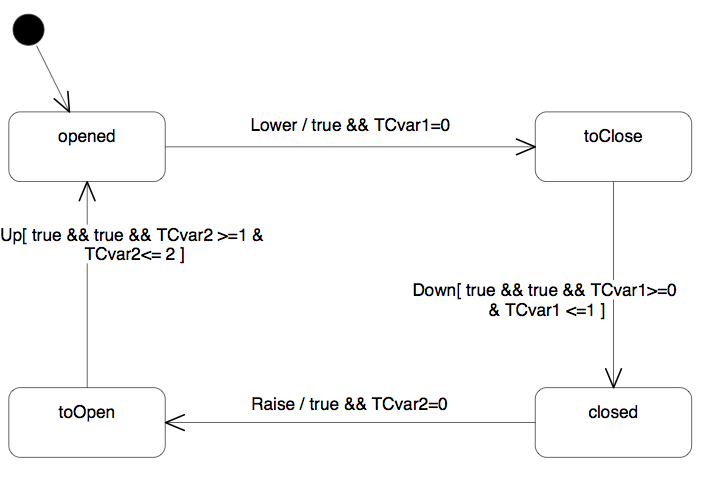 Lower / true && TCvar1=0
opened
toClose
Up[ true && true && TCvar2 >=1 &
TCvar2<= 2 ]
Down[ true && true && TCvar1>=0
& TCvar1 <=1 ]
Raise / true && TCvar2=0
toOpen
closed